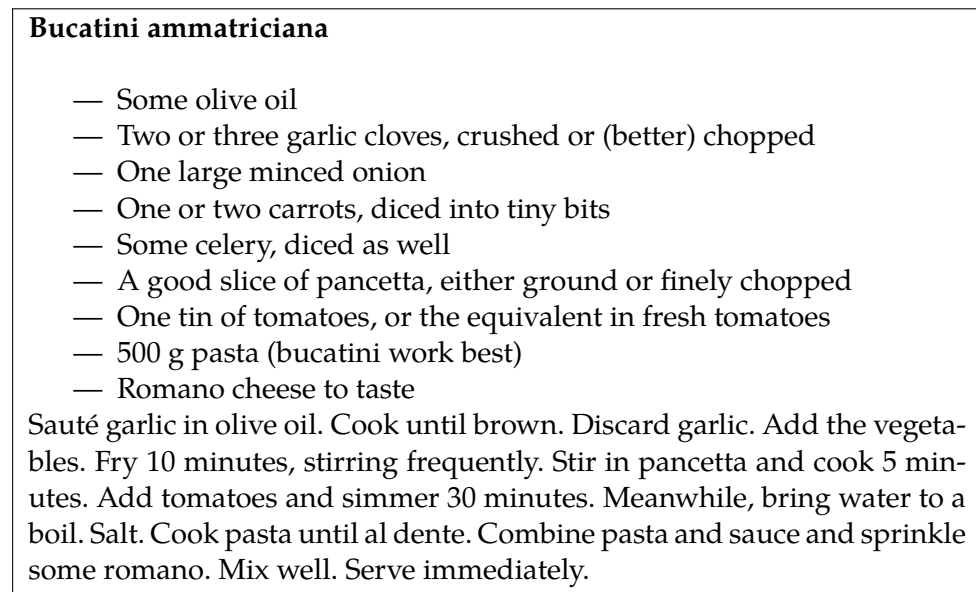 Bucatini ammatriciana
— Some olive oil
— Two or three garlic cloves, crushed or (better) chopped
— One large minced onion
— One or two carrots, diced into tiny bits
— Some celery, diced as well
— A good slice of pancetta, either ground or finely chopped
— One tin of tomatoes, or the equivalent in fresh tomatoes
— 500 g pasta (bucatini work best)
— Romano cheese to taste
Sauté garlic in olive oil. Cook until brown. Discard garlic. Add the vegeta-
bles. Fry 10 minutes, stirring frequently. Stir in pancetta and cook 5 min-
utes. Add tomatoes and simmer 30 minutes. Meanwhile, bring water to a
boil. Salt. Cook pasta until al dente. Combine pasta and sauce and sprinkle
some romano. Mix well. Serve immediately.